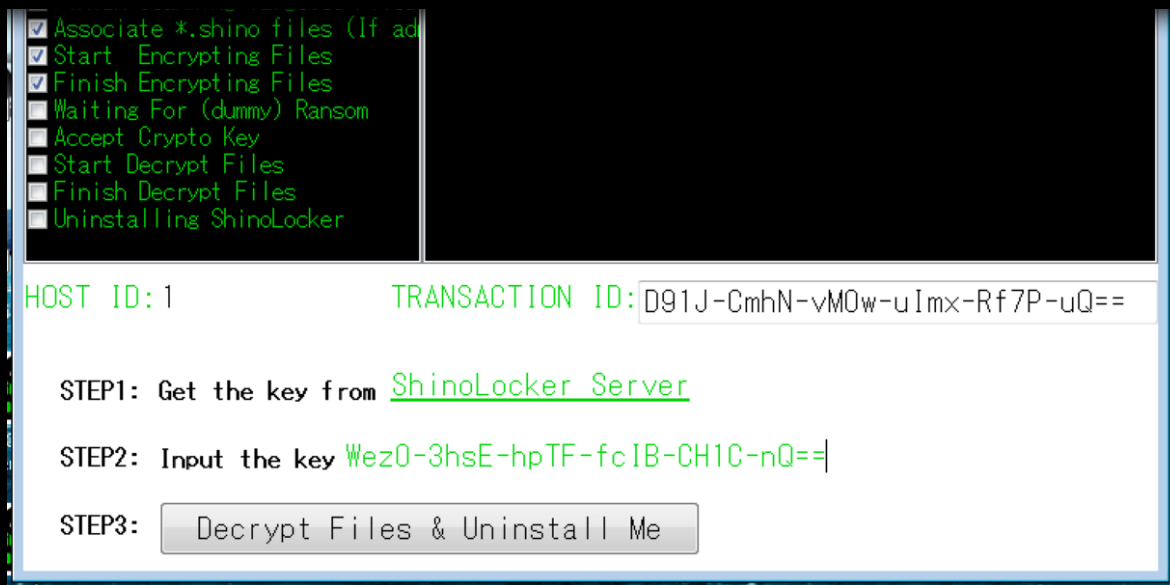 Associate *.shino files (If ad
Start Encrypting Files
Finish Encrypting Files
Waiting For (dummy) Ransom
Accept Crypto Key
Start Decrypt Files
Finish Decrypt Files
Uninstalling ShinoLocker
HOST ID:1 TRANSACTION ID:D91J-CmhN-vM0w-uImx-Rf7P-uQ==
STEP1: Get the key from ShinoLocker Server
STEP2: Input the key WezO-3hsE-hpTF-fcIB-CH1C-nQ==
STEP3: Decrypt Files & Uninstall Me